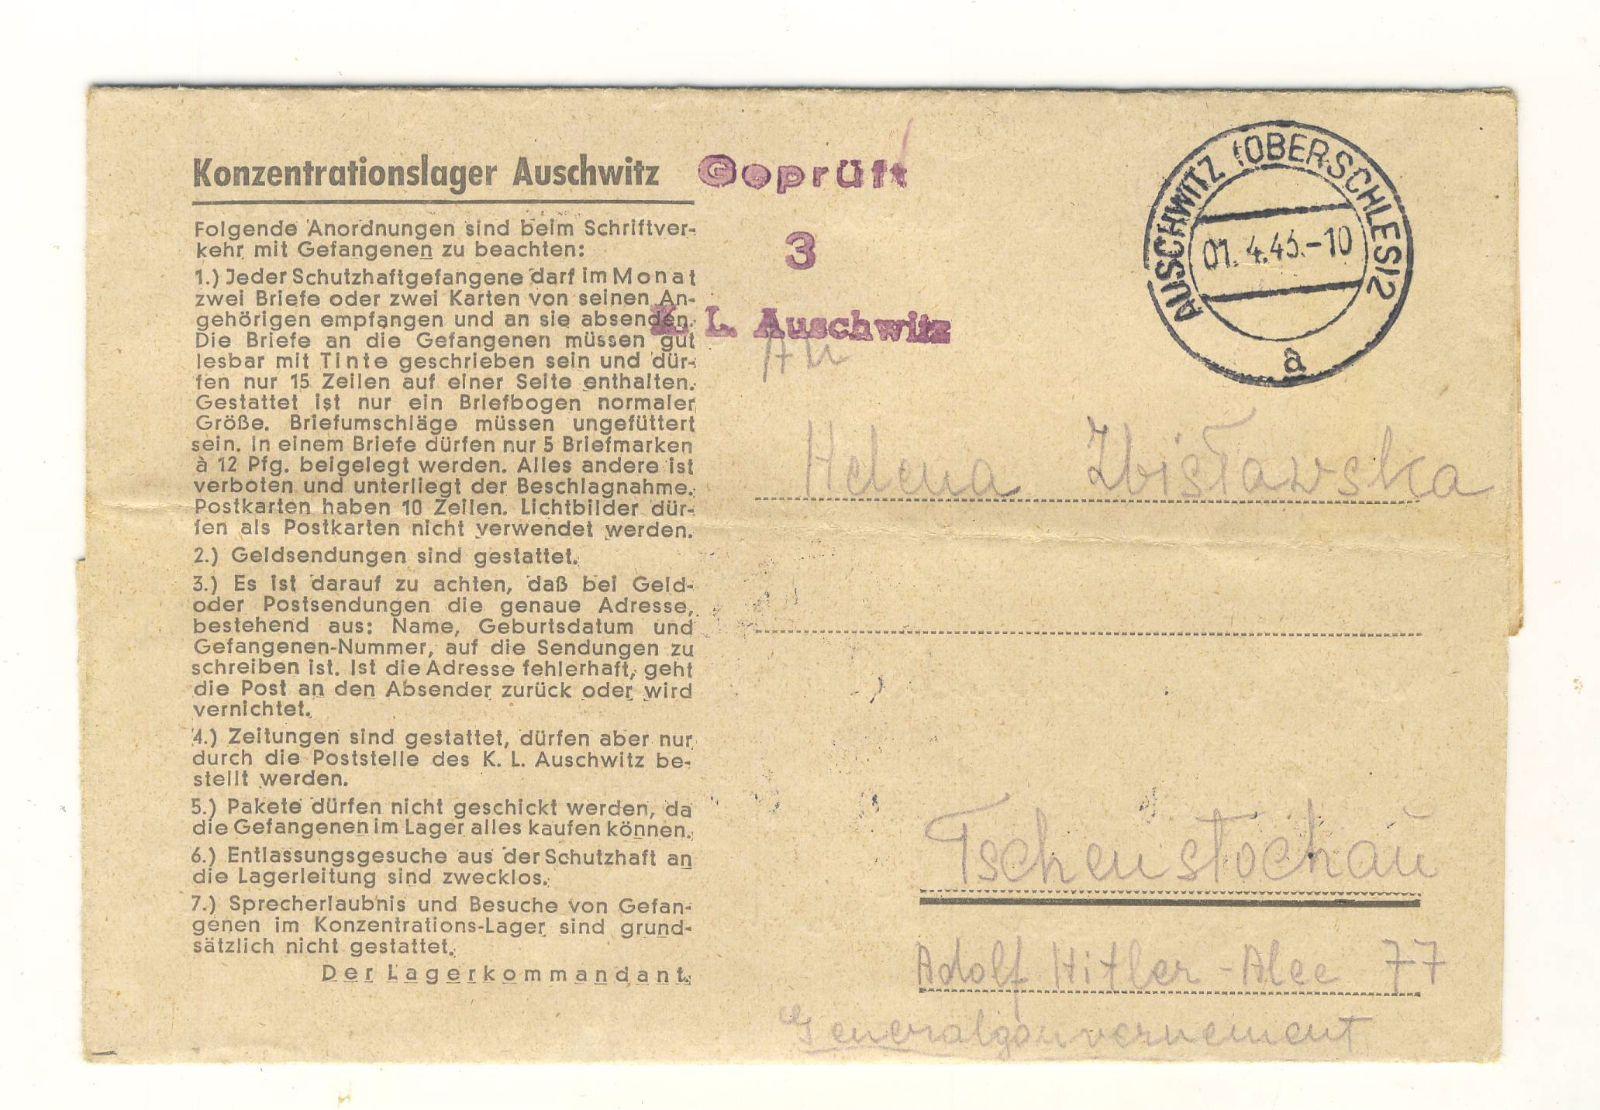 Konzentrationslager Auschwitz
Folgende Anordnungen sind beim Schriftver-
kehr mit Gefangenen zu beachten:
1.) Jeder Schutzhaftgefangene darf im Monat
zwei Briefe oder zwei Karten von seinen An-
gehörigen empfangen und an sie absenden.
Die Briefe an die Gefangenen müssen gut
lesbar mit Tinte geschrieben sein und dür-
fen nur 15 Zeilen auf einer Seite enthalten.
Gestattet ist nur ein Briefbogen normaler
Größe. Briefumschläge müssen ungefüttert
sein. In einem Briefe dürfen nur 5 Briefmarken
à 12 Pfg. beigelegt werden. Alles andere ist
verboten und unterliegt der Beschlagnahme.
Postkarten haben 10 Zeilen. Lichtbilder dür-
fen als Postkarten nicht verwendet werden.
2.) Geldsendungen sind gestattet.
3.) Es ist darauf zu achten, daß bei Geld-
oder Postsendungen die genaue Adresse,
bestehend aus: Name, Geburtsdatum und
Gefangenen-Nummer, auf die Sendungen zu
schreiben ist. Ist die Adresse fehlerhaft, geht
die Post an den Absender zurück oder wird
vernichtet.
4.) Zeitungen sind gestattet, dürfen aber nur
durch die Poststelle des K. L. Auschwitz be-
stellt werden.
5.) Pakete dürfen nicht geschickt werden, da
die Gefangenen im Lager alles kaufen können.
6.) Entlassungsgesuche aus der Schutzhaft an
die Lagerleitung sind zwecklos.
7.) Sprecherlaubnis und Besuche von Gefan-
genen im Konzentrations-Lager sind grund-
sätzlich nicht gestattet.
Der Lagerkommandant.
Geprüft
3
K. L. Auschwitz
AUSCHWITZ (OBERSCHLES)2
01.4.43.-10
a
An
Helena Zbisławska
Tschenstochau
Adolf Hitler-Alee 77
Generalgouvernement